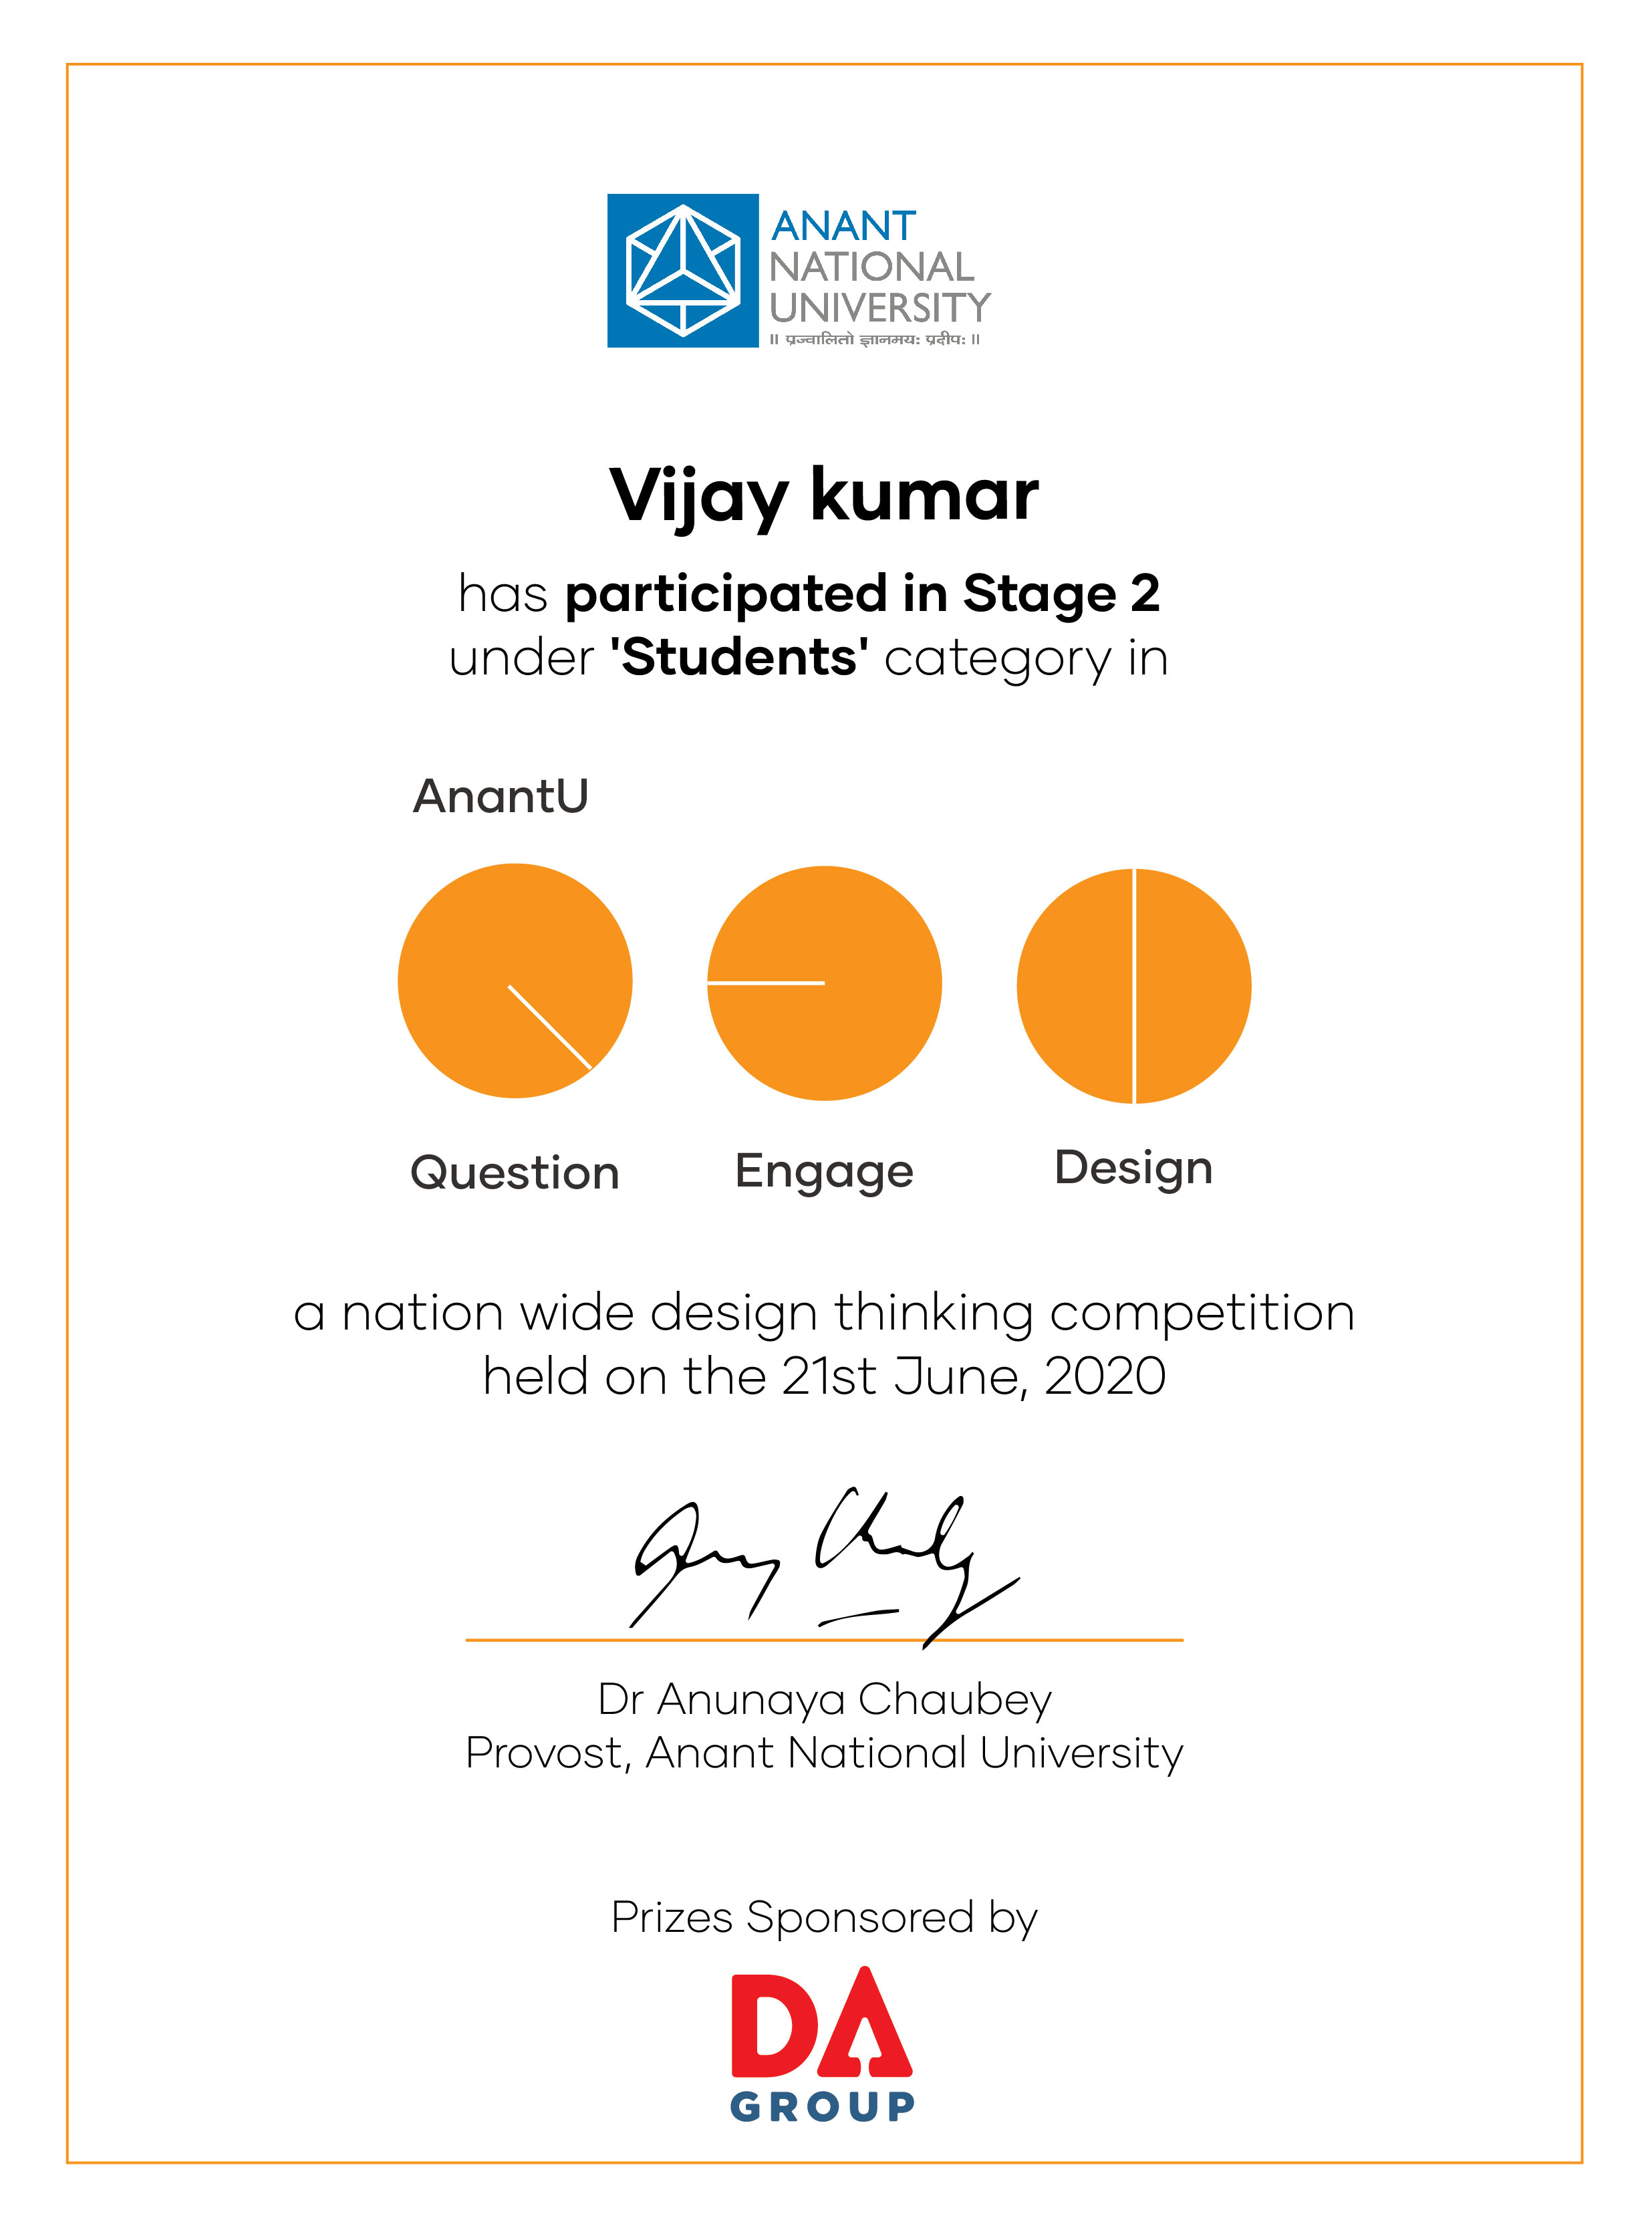 ANANT
NATIONAL
UNIVERSITY
॥ प्रज्वालितो ज्ञानमयः प्रदीपः ॥
Vijay kumar
has participated in Stage 2
under 'Students' category in
AnantU
Question Engage Design
a nation wide design thinking competition
held on the 21st June, 2020
Dr Anunaya Chaubey
Provost, Anant National University
Prizes Sponsored by
DA
GROUP